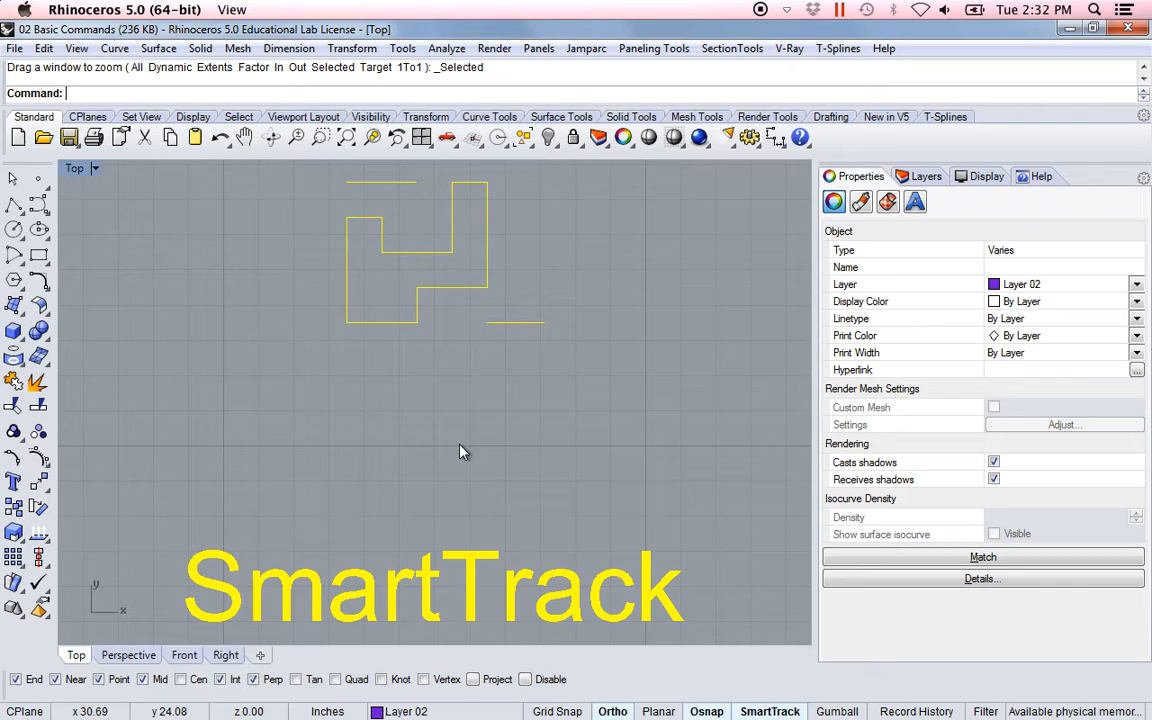 Rhinoceros 5.0 (64-bit) View Tue 2:32 PM
02 Basic Commands (236 KB) - Rhinoceros 5.0 Educational Lab License - [Top]
File Edit View Curve Surface Solid Mesh Dimension Transform Tools Analyze Render Panels Paneling Tools SectionTools V-Ray T-Splines Help
Drag a window to zoom ( All Dynamic Extents Factor In Out Selected Target 1To1 ): _Selected
Command:
Standard CPlanes Set View Display Select Viewport Layout Visibility Transform Curve Tools Surface Tools Solid Tools Mesh Tools Drafting New in V5 T-Splines
Top
Properties Layers Display Help
Object
Type Varies
Name
Layer Layer 02
Display Color By Layer
Linetype By Layer
Print Color By Layer
Print Width By Layer
Hyperlink
Render Mesh Settings
Custom Mesh
Settings Adjust...
Rendering
Casts shadows
Receives shadows
Isocurve Density
Density
Show surface isocurve Visible
Match
Details...
SmartTrack
y
x
Top Perspective Front Right
End Near Point Mid Cen Int Perp Tan Quad Knot Vertex Project Disable
CPlane x 30.69 y 24.08 z 0.00 Inches Layer 02 Grid Snap Ortho Planar Osnap SmartTrack Gumball Record History Filter Available physical memor...